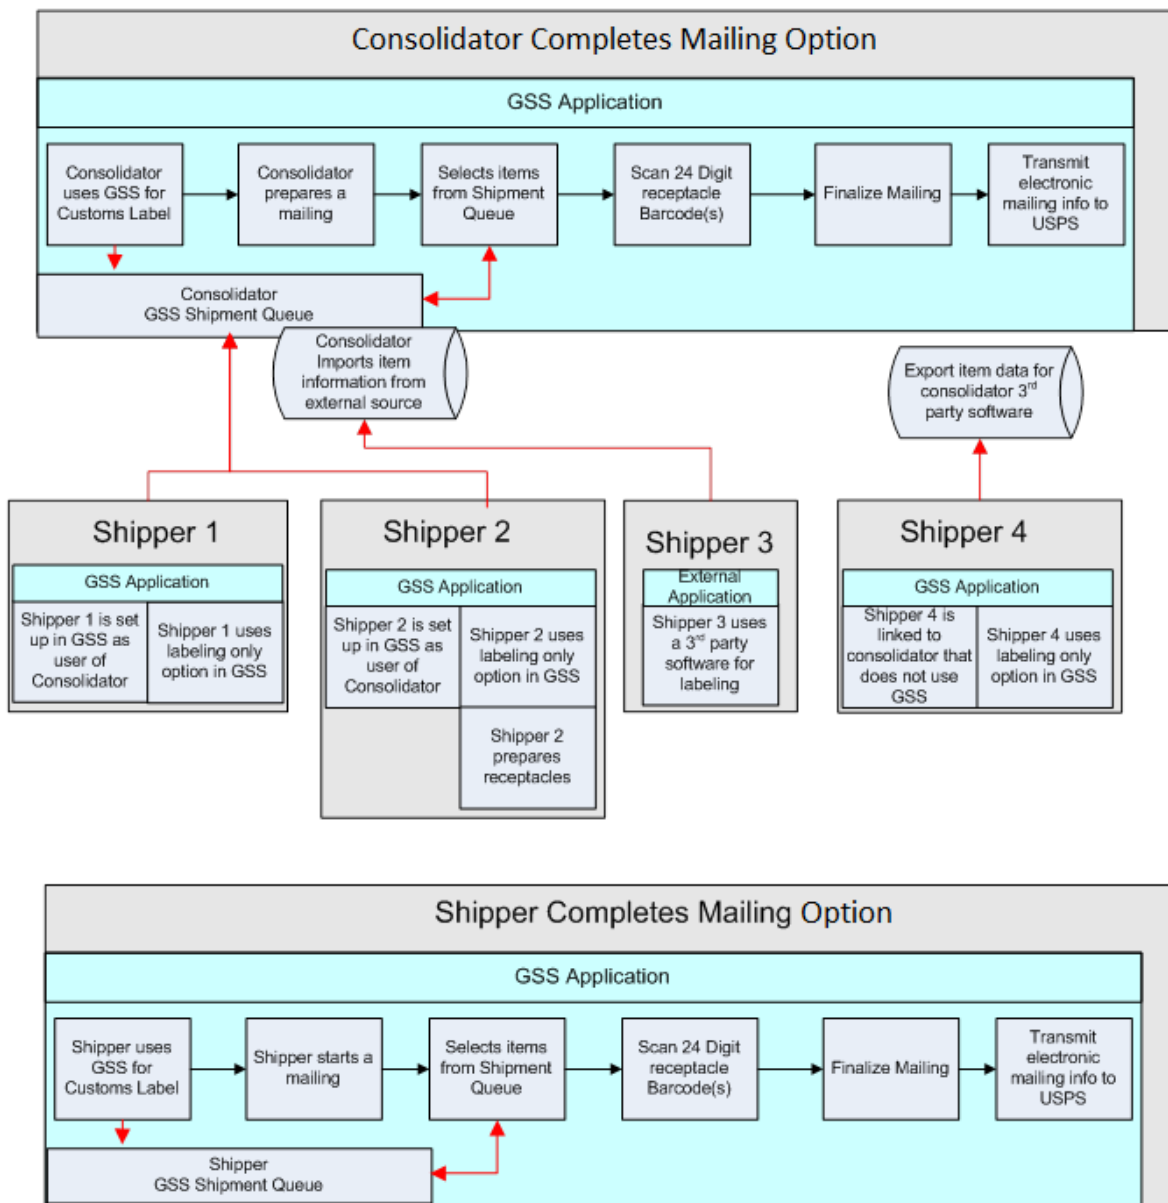 Consolidator Completes Mailing Option
GSS Application
Consolidator
uses GSS for
Customs Label
Consolidator
prepares a
mailing
Selects items
from Shipment
Queue
Scan 24 Digit
receptacle
Barcode(s)
Finalize Mailing
Transmit
electronic
mailing info to
USPS
Consolidator
GSS Shipment Queue
Consolidator
Imports item
information from
external source
Export item data for
consolidator 3rd
party software
Shipper 1
GSS Application
Shipper 1 is set
up in GSS as
user of
Consolidator
Shipper 1 uses
labeling only
option in GSS
Shipper 2
GSS Application
Shipper 2 is set
up in GSS as
user of
Consolidator
Shipper 2 uses
labeling only
option in GSS
Shipper 2
prepares
receptacles
Shipper 3
External
Application
Shipper 3 uses
a 3rd party
software for
labeling
Shipper 4
GSS Application
Shipper 4 is
linked to
consolidator that
does not use
GSS
Shipper 4 uses
labeling only
option in GSS
Shipper Completes Mailing Option
GSS Application
Shipper uses
GSS for
Customs Label
Shipper starts a
mailing
Selects items
from Shipment
Queue
Scan 24 Digit
receptacle
Barcode(s)
Finalize Mailing
Transmit
electronic
mailing info to
USPS
Shipper
GSS Shipment Queue